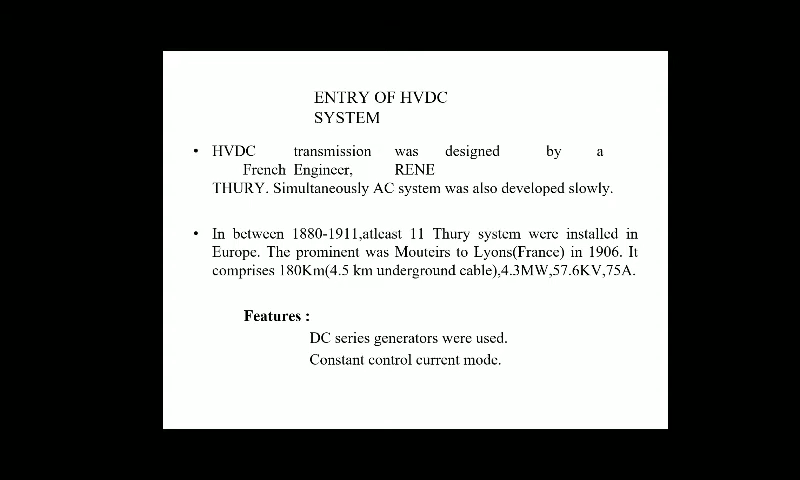 ENTRY OF HVDC
SYSTEM
• HVDC transmission was designed by a
French Engineer, RENE
THURY. Simultaneously AC system was also developed slowly.
• In between 1880-1911,atleast 11 Thury system were installed in
Europe. The prominent was Mouteirs to Lyons(France) in 1906. It
comprises 180Km(4.5 km underground cable),4.3MW,57.6KV,75A.
Features :
DC series generators were used.
Constant control current mode.